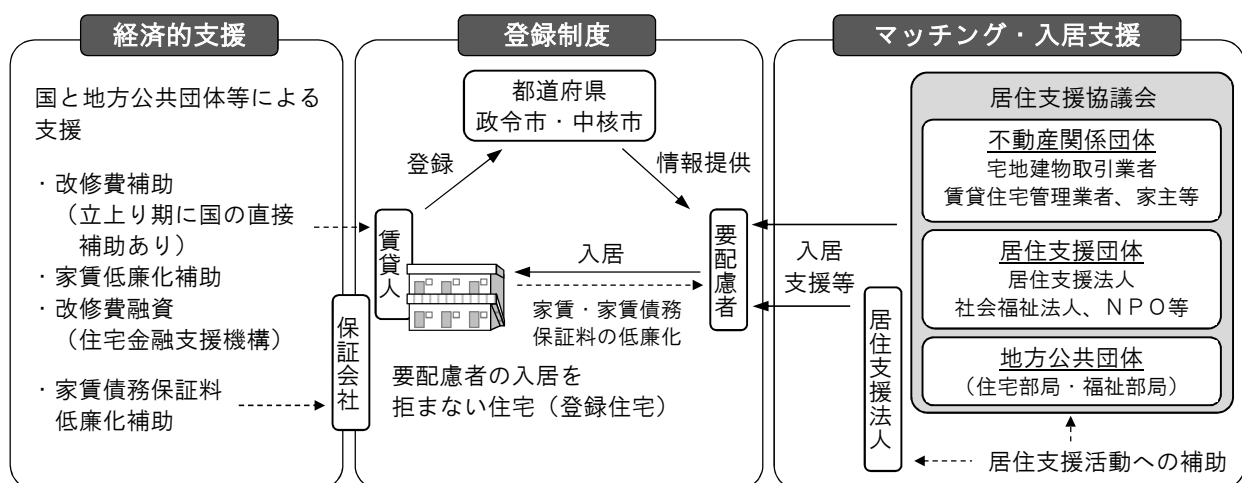 経済的支援
国と地方公共団体等による
支援
・改修費補助
（立上り期に国の直接
補助あり）
・家賃低廉化補助
・改修費融資
（住宅金融支援機構）
・家賃債務保証料
低廉化補助
保証会社
登録制度
都道府県
政令市・中核市
登録
情報提供
賃貸人
要配慮者
入居
家賃・家賃債務
保証料の低廉化
要配慮者の入居を
拒まない住宅（登録住宅）
マッチング・入居支援
居住支援協議会
不動産関係団体
宅地建物取引業者
賃貸住宅管理業者、家主等
居住支援団体
居住支援法人
社会福祉法人、ＮＰＯ等
地方公共団体
（住宅部局・福祉部局）
入居
支援等
居住支援法人
居住支援活動への補助